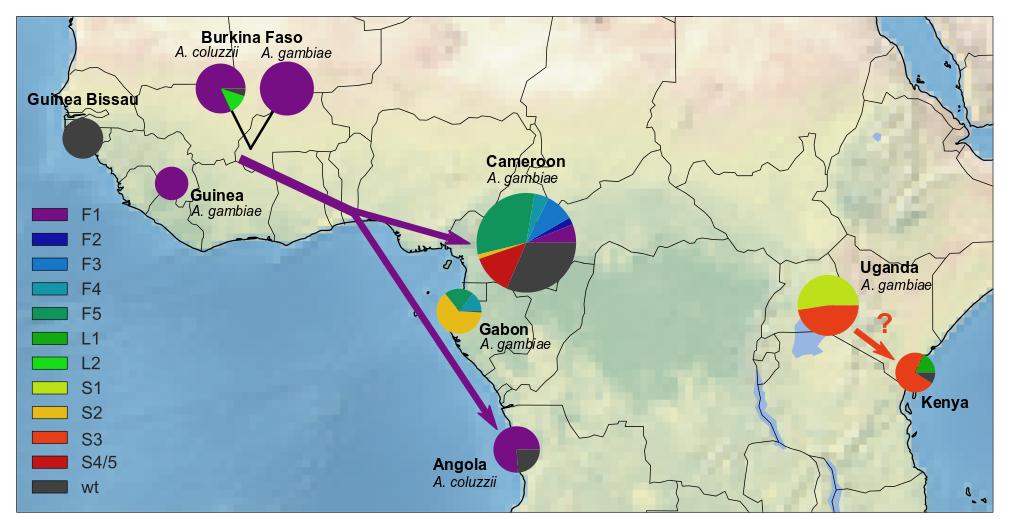 Burkina Faso
A. coluzzii
A. gambiae
Guinea Bissau
Cameroon
A. gambiae
Guinea
A. gambiae
F1
F2
F3
F4
F5
L1
L2
S1
S2
S3
S4/5
wt
Uganda
A. gambiae
?
Gabon
A. gambiae
Kenya
Angola
A. coluzzii